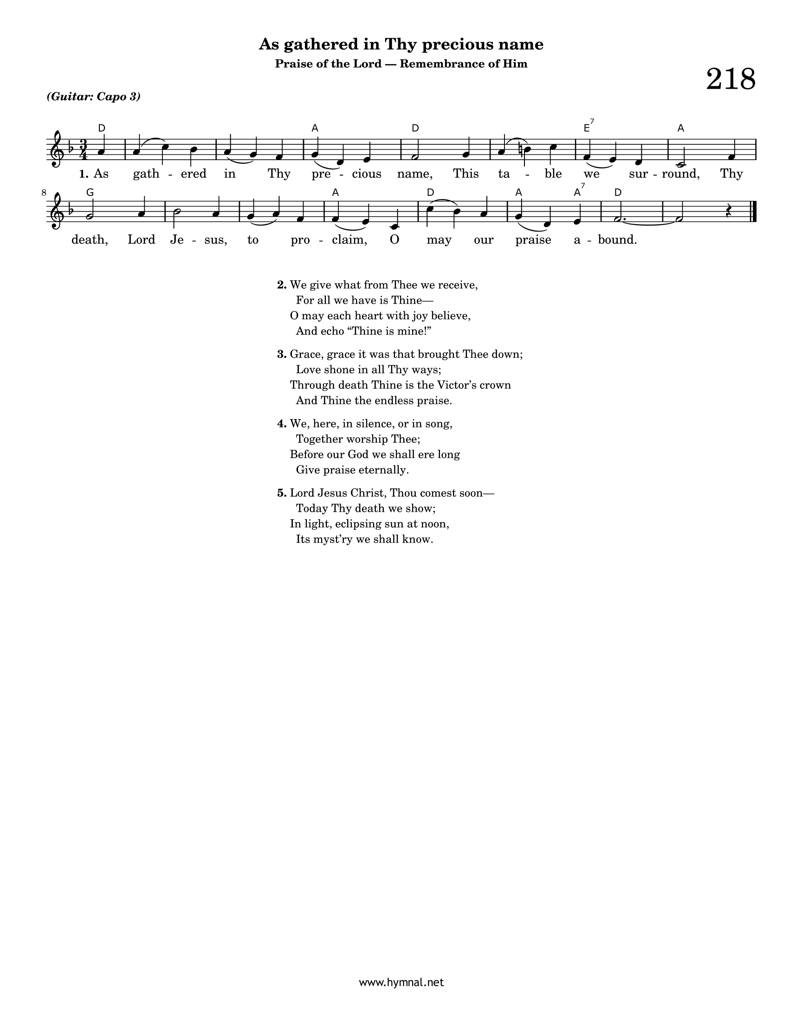 As gathered in Thy precious name
Praise of the Lord — Remembrance of Him
218
(Guitar: Capo 3)
D A D E7 A
3
4
1. As gath - ered in Thy pre - cious name, This ta - ble we sur - round, Thy
8 G A D A A7 D
death, Lord Je - sus, to pro - claim, O may our praise a - bound.
2. We give what from Thee we receive,
For all we have is Thine—
O may each heart with joy believe,
And echo “Thine is mine!”
3. Grace, grace it was that brought Thee down;
Love shone in all Thy ways;
Through death Thine is the Victor’s crown
And Thine the endless praise.
4. We, here, in silence, or in song,
Together worship Thee;
Before our God we shall ere long
Give praise eternally.
5. Lord Jesus Christ, Thou comest soon—
Today Thy death we show;
In light, eclipsing sun at noon,
Its myst’ry we shall know.
www.hymnal.net